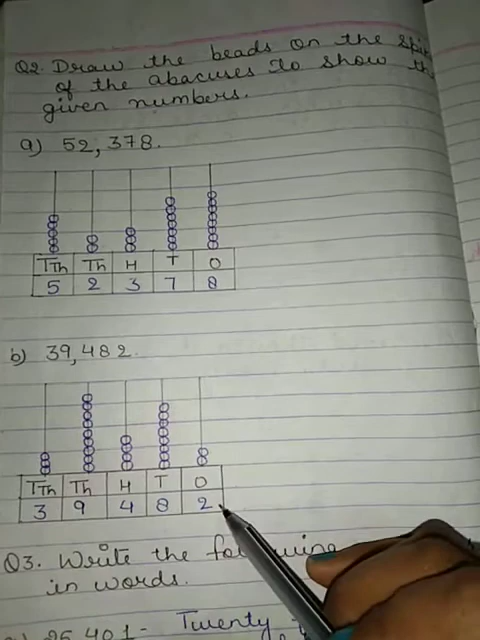 Q2. Draw the beads on the
of the abacuses to show
given numbers.
a) 52,378.
TTh Th H T O
5 2 3 7 8
b) 39,482.
TTh Th H T O
3 9 4 8 2
Q3. Write the
in words.
Twenty